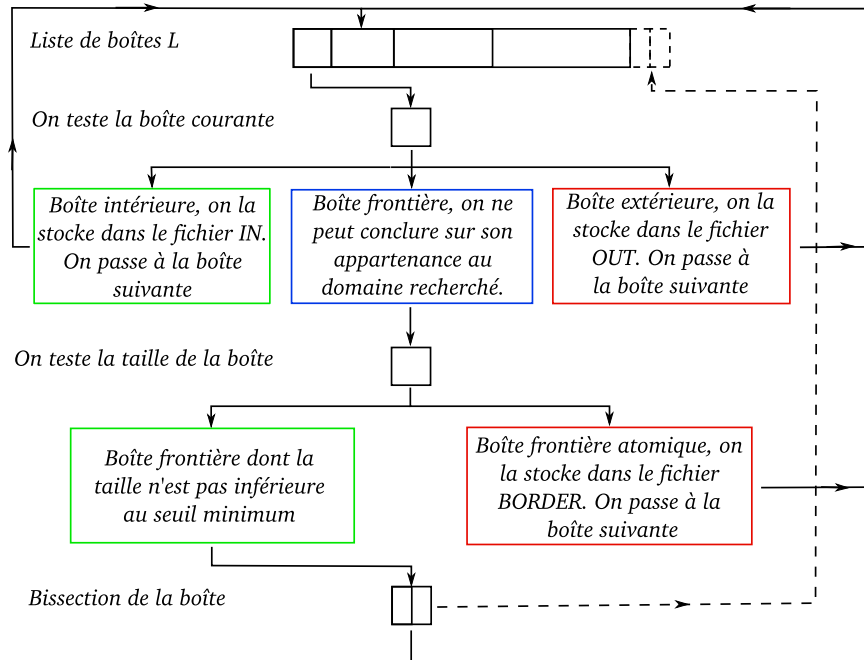 Liste de boîtes L
On teste la boîte courante
Boîte intérieure, on la
stocke dans le fichier IN.
On passe à la boîte
suivante
Boîte frontière, on ne
peut conclure sur son
appartenance au
domaine recherché.
Boîte extérieure, on la
stocke dans le fichier
OUT. On passe à
la boîte suivante
On teste la taille de la boîte
Boîte frontière dont la
taille n'est pas inférieure
au seuil minimum
Boîte frontière atomique, on
la stocke dans le fichier
BORDER. On passe à la
boîte suivante
Bissection de la boîte